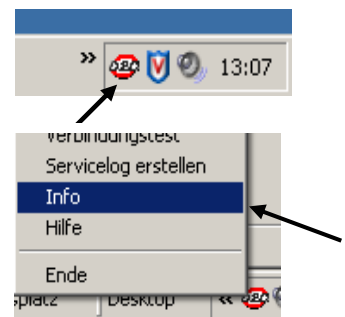 » 13:07
Verbindungstest
Servicelog erstellen
Info
Hilfe
Ende
Desktop «